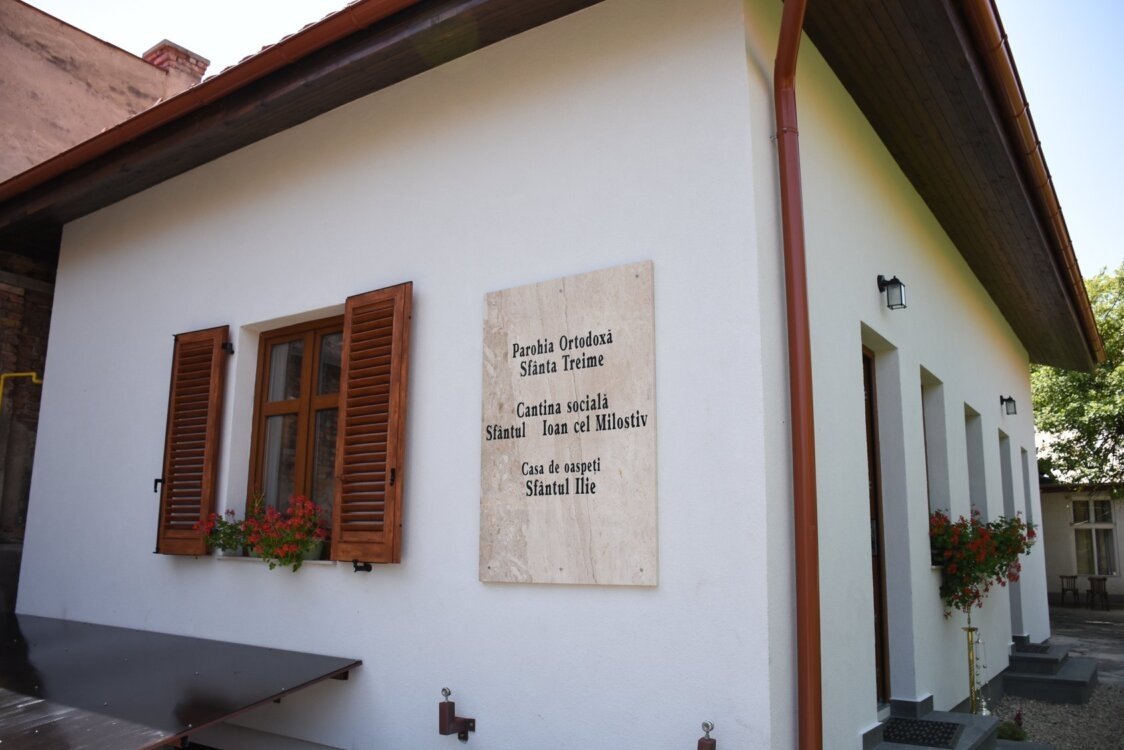 Parohia Ortodoxă
Sfânta Treime
Cantina socială
Sfântul Ioan cel Milostiv
Casa de oaspeți
Sfântul Ilie